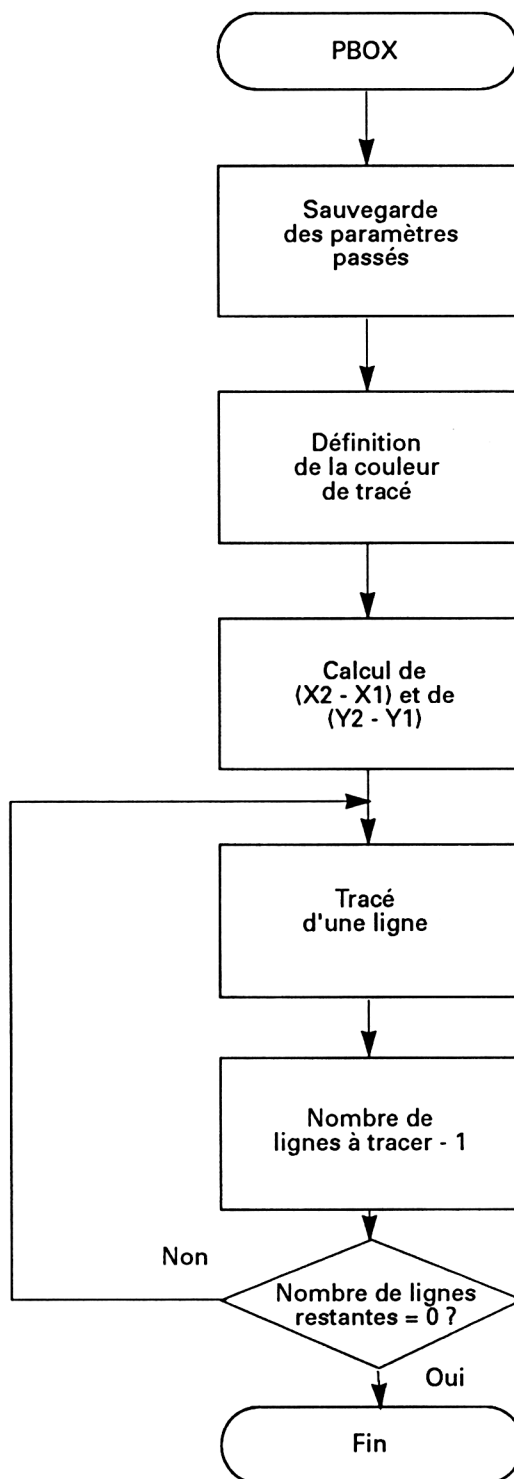 PBOX
Sauvegarde
des paramètres
passés
Définition
de la couleur
de tracé
Calcul de
(X2 - X1) et de
(Y2 - Y1)
Tracé
d'une ligne
Nombre de
lignes à tracer - 1
Non
Nombre de lignes
restantes = 0 ?
Oui
Fin